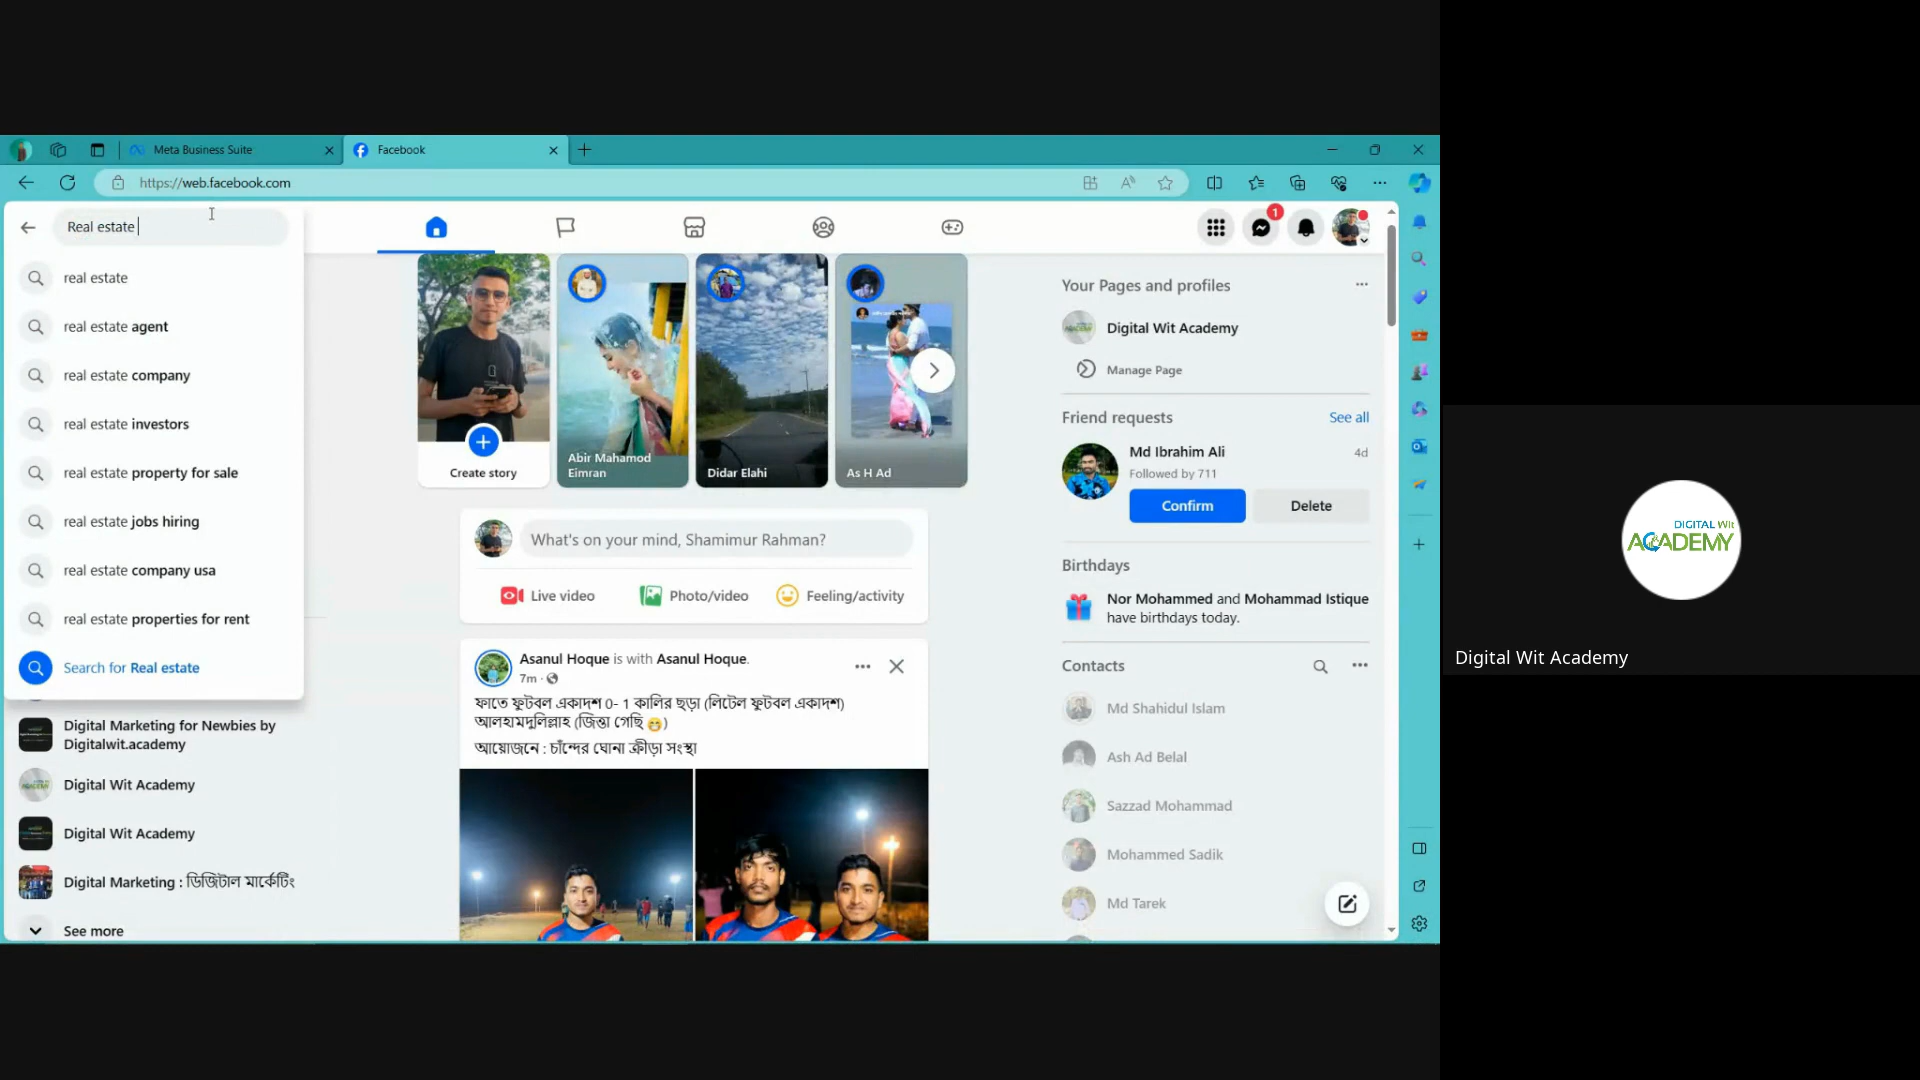 Meta Business Suite
Facebook
https://web.facebook.com
Real estate
real estate
real estate agent
real estate company
real estate investors
real estate property for sale
real estate jobs hiring
real estate company usa
real estate properties for rent
Search for Real estate
Digital Marketing for Newbies by
Digitalwit.academy
Digital Wit Academy
Digital Wit Academy
Digital Marketing : ডিজিটাল মার্কেটিং
See more
Create story
Abir Mahamod
Eimran
Didar Elahi
As H Ad
What's on your mind, Shamimur Rahman?
Live video
Photo/video
Feeling/activity
Asanul Hoque is with Asanul Hoque.
7m
ফাতে ফুটবল একাদশ 0- 1 কালির ছড়া (লিটেল ফুটবল একাদশ)
আলহামদুলিল্লাহ (জিত্তা গেছি 😁)
আয়োজনে : চাঁন্দের ঘোনা ক্রীড়া সংস্থা
1
Your Pages and profiles
Digital Wit Academy
Manage Page
Friend requests
See all
Md Ibrahim Ali
4d
Followed by 711
Confirm
Delete
Birthdays
Nor Mohammed and Mohammad Istique
have birthdays today.
Contacts
Md Shahidul Islam
Ash Ad Belal
Sazzad Mohammad
Mohammed Sadik
Md Tarek
DIGITAL Wit
ACADEMY
Digital Wit Academy